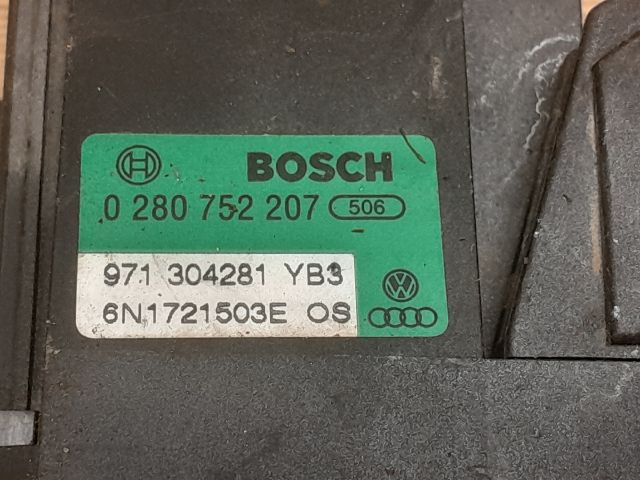 BOSCH
0 280 752 207 506
971 304281 YB3
6N1721503E OS